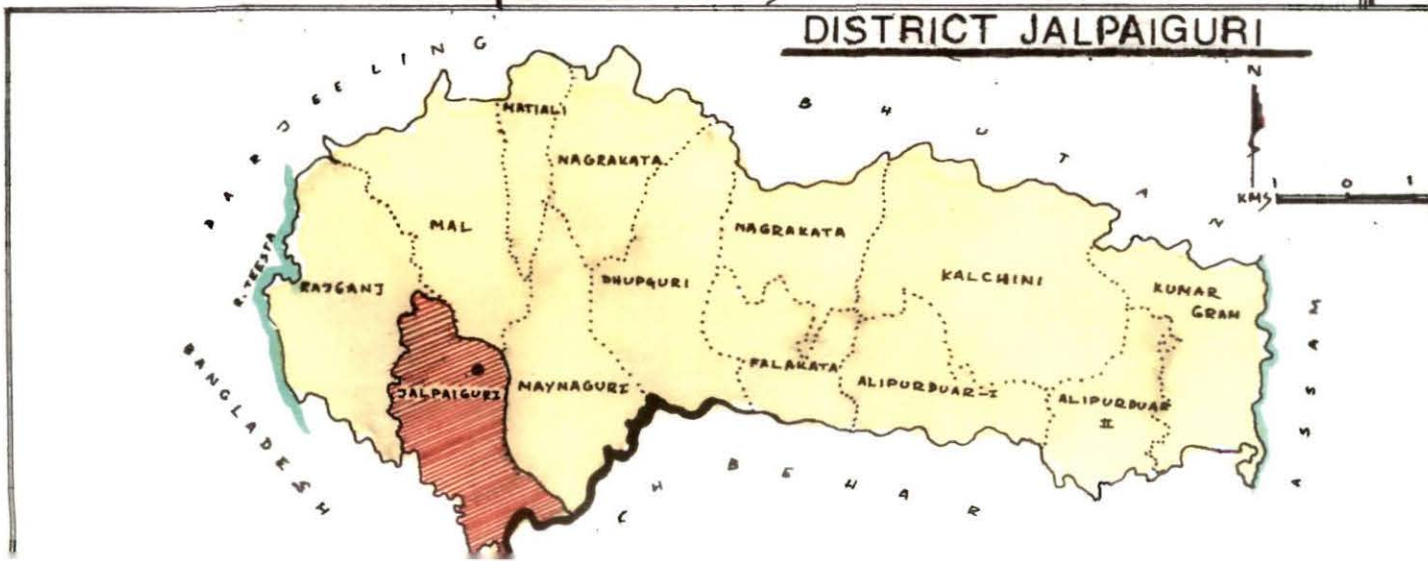 DISTRICT JALPAIGURI
DARJEELING
BHUTAN
N
KMS 1 0 1
MATIALI
NAGRAKATA
MAL
NAGRAKATA
R. TEESTA
RAJGANJ
DHUPGURI
KALCHINI
KUMAR
GRAM
ASSAM
BANGLADESH
JALPAIGURI
MAYNAGURI
FALAKATA
ALIPURDUAR-I
ALIPURDUAR
II
CH BEHAR